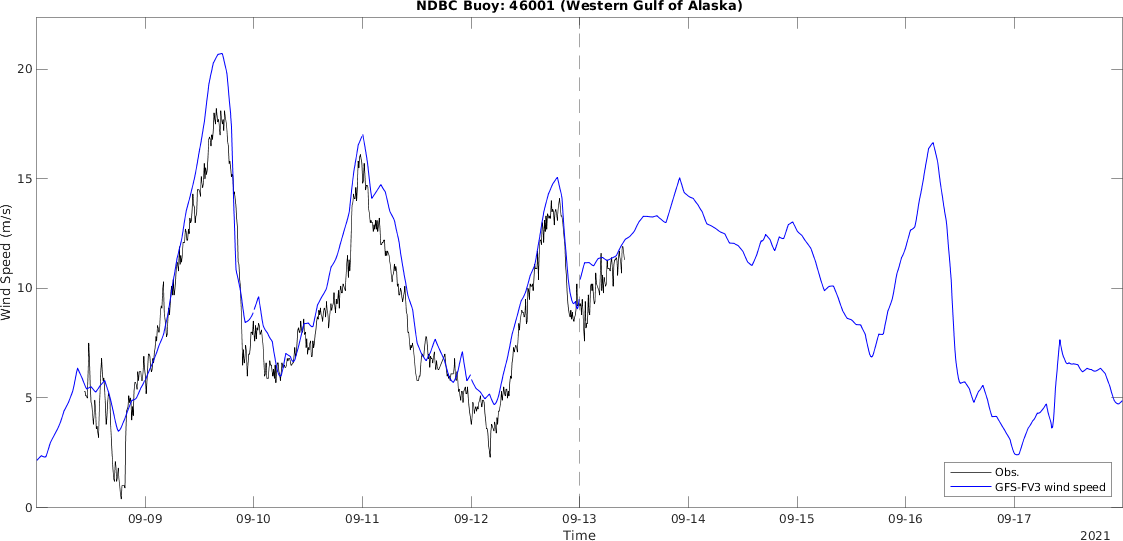 NDBC Buoy: 46001 (Western Gulf of Alaska)
Wind Speed (m/s)
20
15
10
5
0
09-09 09-10 09-11 09-12 09-13 09-14 09-15 09-16 09-17
Time
2021
Obs.
GFS-FV3 wind speed